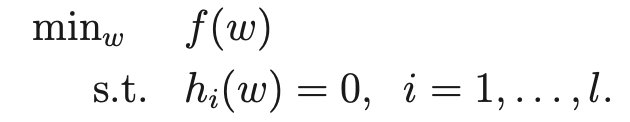 min_w f(w)
s.t. h_i(w) = 0, i = 1, . . . , l.